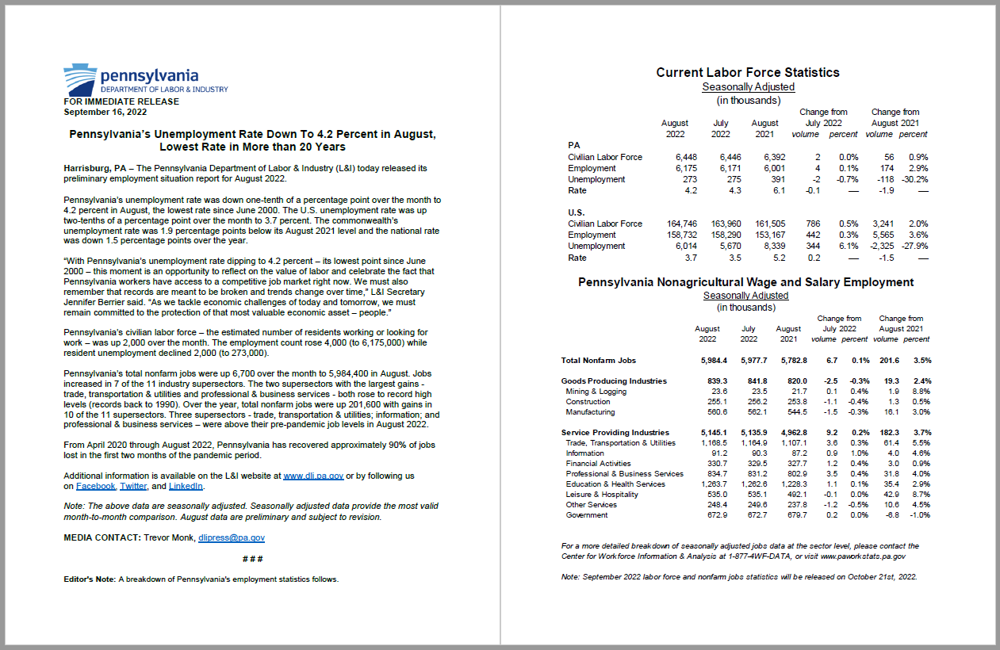 pennsylvania
DEPARTMENT OF LABOR & INDUSTRY
FOR IMMEDIATE RELEASE
September 16, 2022
Pennsylvania's Unemployment Rate Down To 4.2 Percent in August,
Lowest Rate in More than 20 Years
Harrisburg, PA – The Pennsylvania Department of Labor & Industry (L&I) today released its
preliminary employment situation report for August 2022.
Pennsylvania's unemployment rate was down one-tenth of a percentage point over the month to
4.2 percent in August, the lowest rate since June 2000. The U.S. unemployment rate was up
two-tenths of a percentage point over the month to 3.7 percent. The commonwealth's
unemployment rate was 1.9 percentage points below its August 2021 level and the national rate
was down 1.5 percentage points over the year.
“With Pennsylvania's unemployment rate dipping to 4.2 percent – its lowest point since June
2000 – this moment is an opportunity to reflect on the value of labor and celebrate the fact that
Pennsylvania workers have access to a competitive job market right now. We must also
remember that records are meant to be broken and trends change over time,” L&I Secretary
Jennifer Berrier said. “As we tackle economic challenges of today and tomorrow, we must
remain committed to the protection of that most valuable economic asset – people.”
Pennsylvania's civilian labor force – the estimated number of residents working or looking for
work – was up 2,000 over the month. The employment count rose 4,000 (to 6,175,000) while
resident unemployment declined 2,000 (to 273,000).
Pennsylvania's total nonfarm jobs were up 6,700 over the month to 5,984,400 in August. Jobs
increased in 7 of the 11 industry supersectors. The two supersectors with the largest gains -
trade, transportation & utilities and professional & business services - both rose to record high
levels (records back to 1990). Over the year, total nonfarm jobs were up 201,600 with gains in
10 of the 11 supersectors. Three supersectors - trade, transportation & utilities; information; and
professional & business services – were above their pre-pandemic job levels in August 2022.
From April 2020 through August 2022, Pennsylvania has recovered approximately 90% of jobs
lost in the first two months of the pandemic period.
Additional information is available on the L&I website at www.dli.pa.gov or by following us
on Facebook, Twitter, and LinkedIn.
Note: The above data are seasonally adjusted. Seasonally adjusted data provide the most valid
month-to-month comparison. August data are preliminary and subject to revision.
MEDIA CONTACT: Trevor Monk, dlipress@pa.gov
# # #
Editor's Note: A breakdown of Pennsylvania's employment statistics follows.
Current Labor Force Statistics
Seasonally Adjusted
(in thousands)
Change from Change from
August July August July 2022 August 2021
2022 2022 2021 volume percent volume percent
PA
Civilian Labor Force 6,448 6,446 6,392 2 0.0% 56 0.9%
Employment 6,175 6,171 6,001 4 0.1% 174 2.9%
Unemployment 273 275 391 -2 -0.7% -118 -30.2%
Rate 4.2 4.3 6.1 -0.1 — -1.9 —
U.S.
Civilian Labor Force 164,746 163,960 161,505 786 0.5% 3,241 2.0%
Employment 158,732 158,290 153,167 442 0.3% 5,565 3.6%
Unemployment 6,014 5,670 8,339 344 6.1% -2,325 -27.9%
Rate 3.7 3.5 5.2 0.2 — -1.5 —
Pennsylvania Nonagricultural Wage and Salary Employment
Seasonally Adjusted
(in thousands)
Change from Change from
August July August July 2022 August 2021
2022 2022 2021 volume percent volume percent
Total Nonfarm Jobs 5,984.4 5,977.7 5,782.8 6.7 0.1% 201.6 3.5%
Goods Producing Industries 839.3 841.8 820.0 -2.5 -0.3% 19.3 2.4%
Mining & Logging 23.6 23.5 21.7 0.1 0.4% 1.9 8.8%
Construction 255.1 256.2 253.8 -1.1 -0.4% 1.3 0.5%
Manufacturing 560.6 562.1 544.5 -1.5 -0.3% 16.1 3.0%
Service Providing Industries 5,145.1 5,135.9 4,962.8 9.2 0.2% 182.3 3.7%
Trade, Transportation & Utilities 1,168.5 1,164.9 1,107.1 3.6 0.3% 61.4 5.5%
Information 91.2 90.3 87.2 0.9 1.0% 4.0 4.6%
Financial Activities 330.7 329.5 327.7 1.2 0.4% 3.0 0.9%
Professional & Business Services 834.7 831.2 802.9 3.5 0.4% 31.8 4.0%
Education & Health Services 1,263.7 1,262.6 1,228.3 1.1 0.1% 35.4 2.9%
Leisure & Hospitality 535.0 535.1 492.1 -0.1 0.0% 42.9 8.7%
Other Services 248.4 249.6 237.8 -1.2 -0.5% 10.6 4.5%
Government 672.9 672.7 679.7 0.2 0.0% -6.8 -1.0%
For a more detailed breakdown of seasonally adjusted jobs data at the sector level, please contact the
Center for Workforce Information & Analysis at 1-877-4WF-DATA, or visit www.paworkstats.pa.gov
Note: September 2022 labor force and nonfarm jobs statistics will be released on October 21st, 2022.